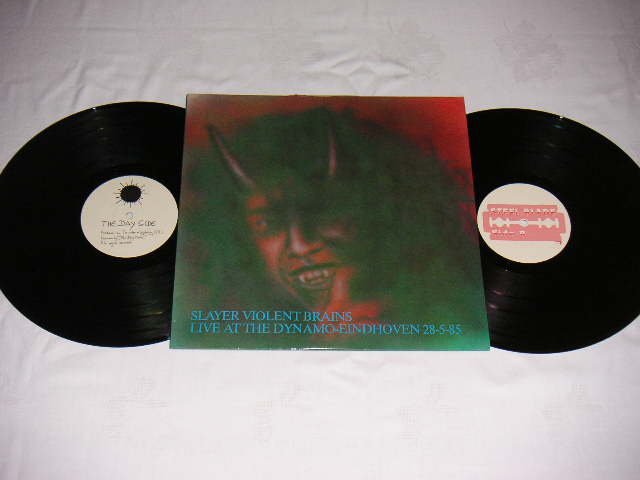 THE DAY SIDE
SLAYER VIOLENT BRAINS
LIVE AT THE DYNAMO-EINDHOVEN 28-5-85
STEEL BLADE